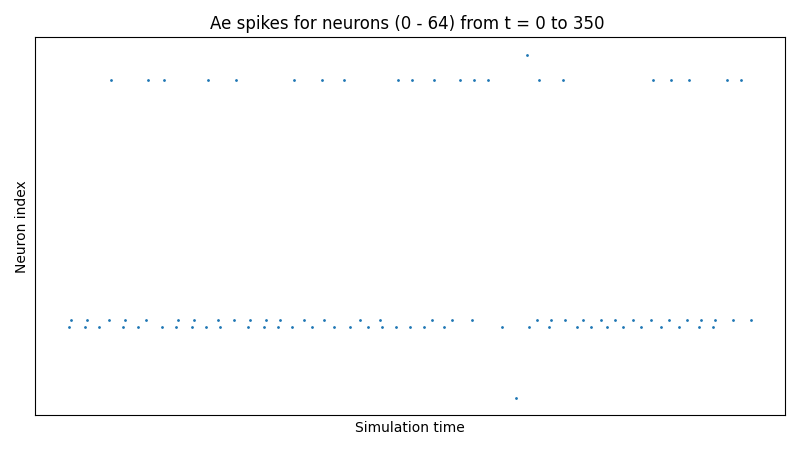 Ae spikes for neurons (0 - 64) from t = 0 to 350
Neuron index
Simulation time